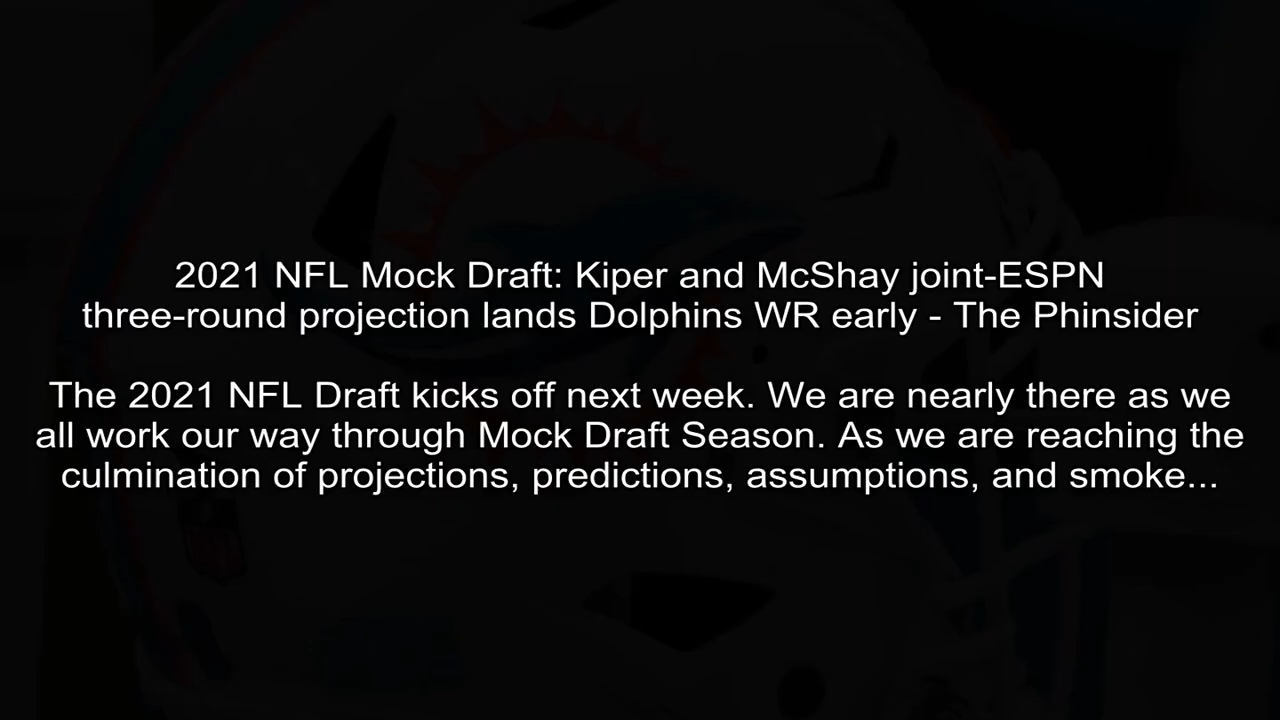 2021 NFL Mock Draft: Kiper and McShay joint-ESPN
three-round projection lands Dolphins WR early - The Phinsider
The 2021 NFL Draft kicks off next week. We are nearly there as we
all work our way through Mock Draft Season. As we are reaching the
culmination of projections, predictions, assumptions, and smoke...